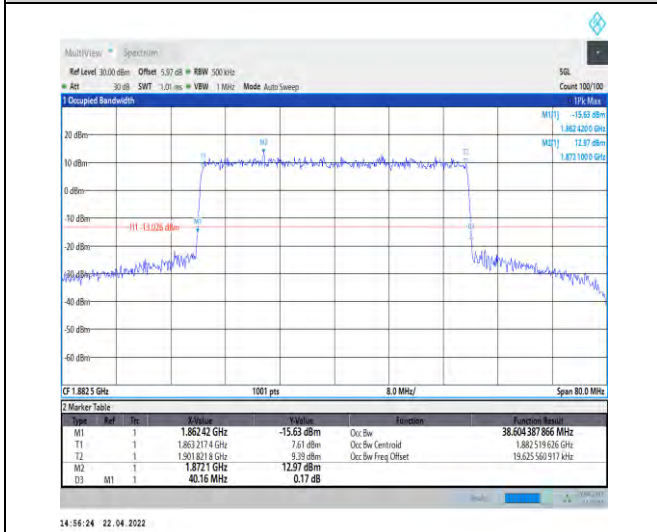 MultiView Spectrum
Ref Level 30.00 dBm Offset 5.97 dB RBW 500 kHz SGL
Att 30 dB SWT 1.01 ms VBW 1 MHz Mode Auto Sweep Count 100/100
1 Occupied Bandwidth 1Pk Max
M1[1] -15.63 dBm
1.862 420 0 GHz
M2[1] 12.97 dBm
1.872 100 0 GHz
20 dBm
M2
T1
T2
10 dBm
0 dBm
-10 dBm
M1
H1 -13.026 dBm
D3
-20 dBm
-30 dBm
-40 dBm
-50 dBm
-60 dBm
CF 1.882 5 GHz 1001 pts 8.0 MHz/ Span 80.0 MHz
2 Marker Table
Type Ref Trc X-Value Y-Value Function Function Result
M1 1 1.862 42 GHz -15.63 dBm Occ Bw 38.604 387 866 MHz
T1 1 1.863 217 4 GHz 7.61 dBm Occ Bw Centroid 1.882 519 626 GHz
T2 1 1.901 821 8 GHz 9.39 dBm Occ Bw Freq Offset 19.625 560 917 kHz
M2 1 1.872 1 GHz 12.97 dBm
D3 M1 1 40.16 MHz 0.17 dB
14:56:24 22.04.2022